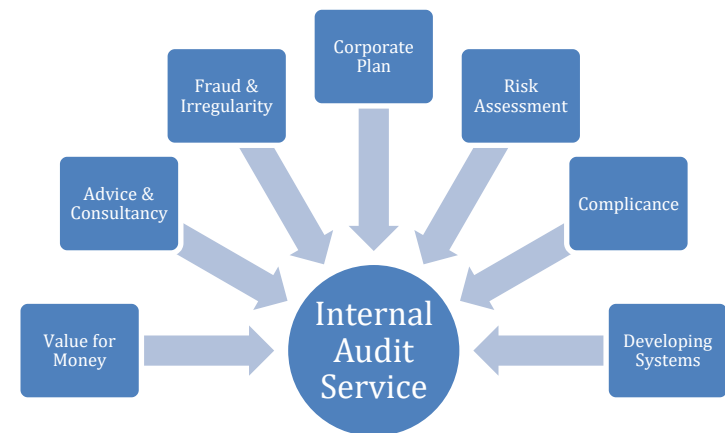 Corporate
Plan
Fraud &
Irregularity
Risk
Assessment
Advice &
Consultancy
Complicance
Value for
Money
Internal
Audit
Service
Developing
Systems